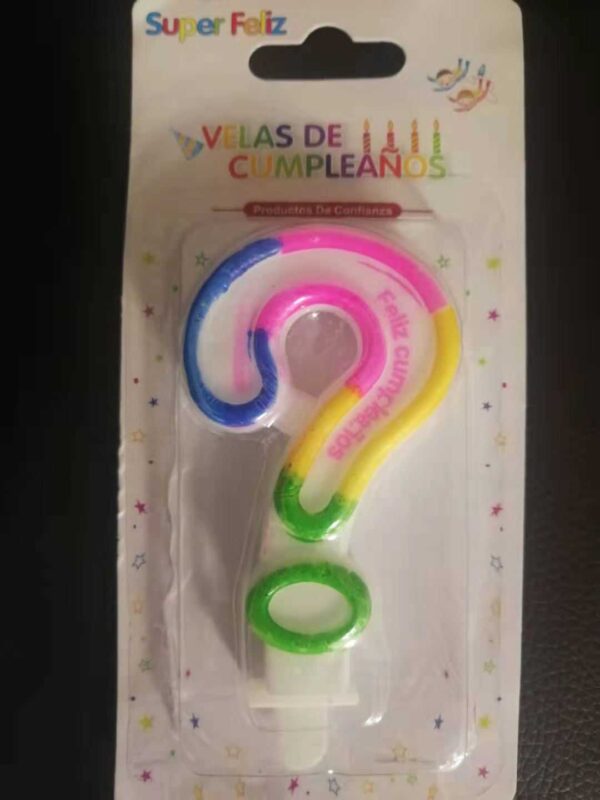 Super Feliz
VELAS DE
CUMPLEAÑOS
Productos De Confianza
Feliz cumpleaños